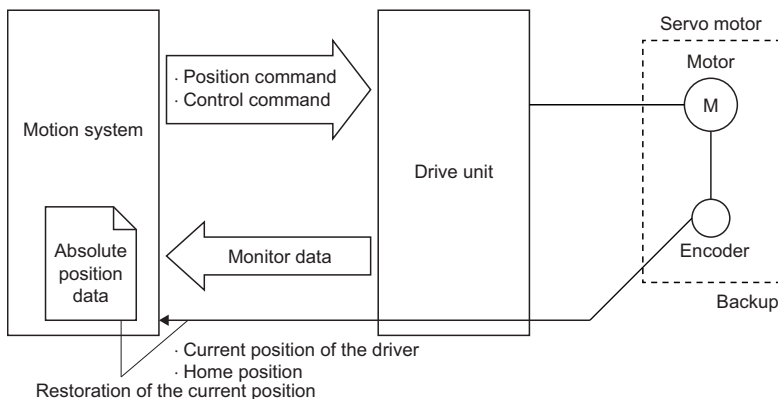 Servo motor
Motor
M
· Position command
· Control command
Motion system
Drive unit
Absolute
position
data
Monitor data
Encoder
Backup
· Current position of the driver
· Home position
Restoration of the current position